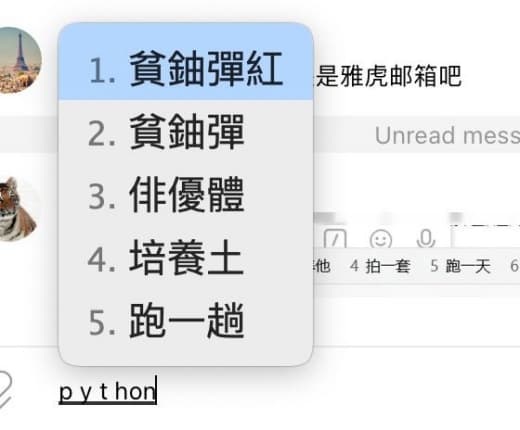 1. 貧鈾彈紅
是雅虎邮箱吧
2. 貧鈾彈
Unread mess
3. 俳優體
4. 培養土
他 4 拍一套 5 跑一天 6
5. 跑一趟
p y t hon